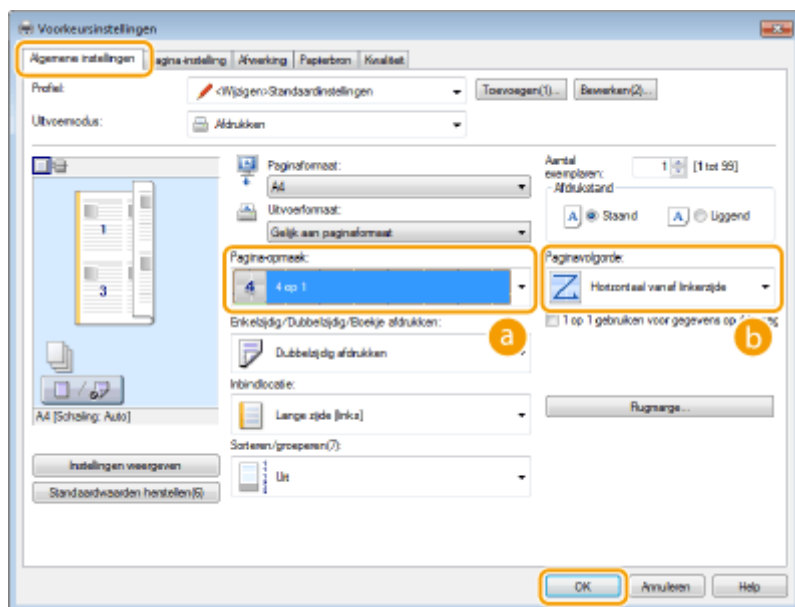 Voorkeursinstellingen
Algemene instellingen Pagina-instelling Afwerking Papierbron Kwaliteit
Profiel: <Wijzigen>Standaardinstellingen Toevoegen(1)... Bewerken(2)...
Uitvoermodus: Afdrukken
Paginaformaat:
A4
Uitvoerformaat:
Gelijk aan paginaformaat
Aantal exemplaren: 1 [1 tot 99]
Afdrukstand
A Staand A Liggend
1
3
Pagina-opmaak:
4 4 op 1
Paginavolgorde:
Horizontaal vanaf linkerzijde
a
b
1 op 1 gebruiken voor gegevens op
Enkelzijdig/Dubbelzijdig/Boekje afdrukken:
Dubbelzijdig afdrukken
Inbindlocatie:
Lange zijde [links]
Rugmarge...
A4 [Schaling: Auto]
Sorteren/groeperen(7):
Uit
Instellingen weergeven
Standaardwaarden herstellen(6)
OK Annuleren Help